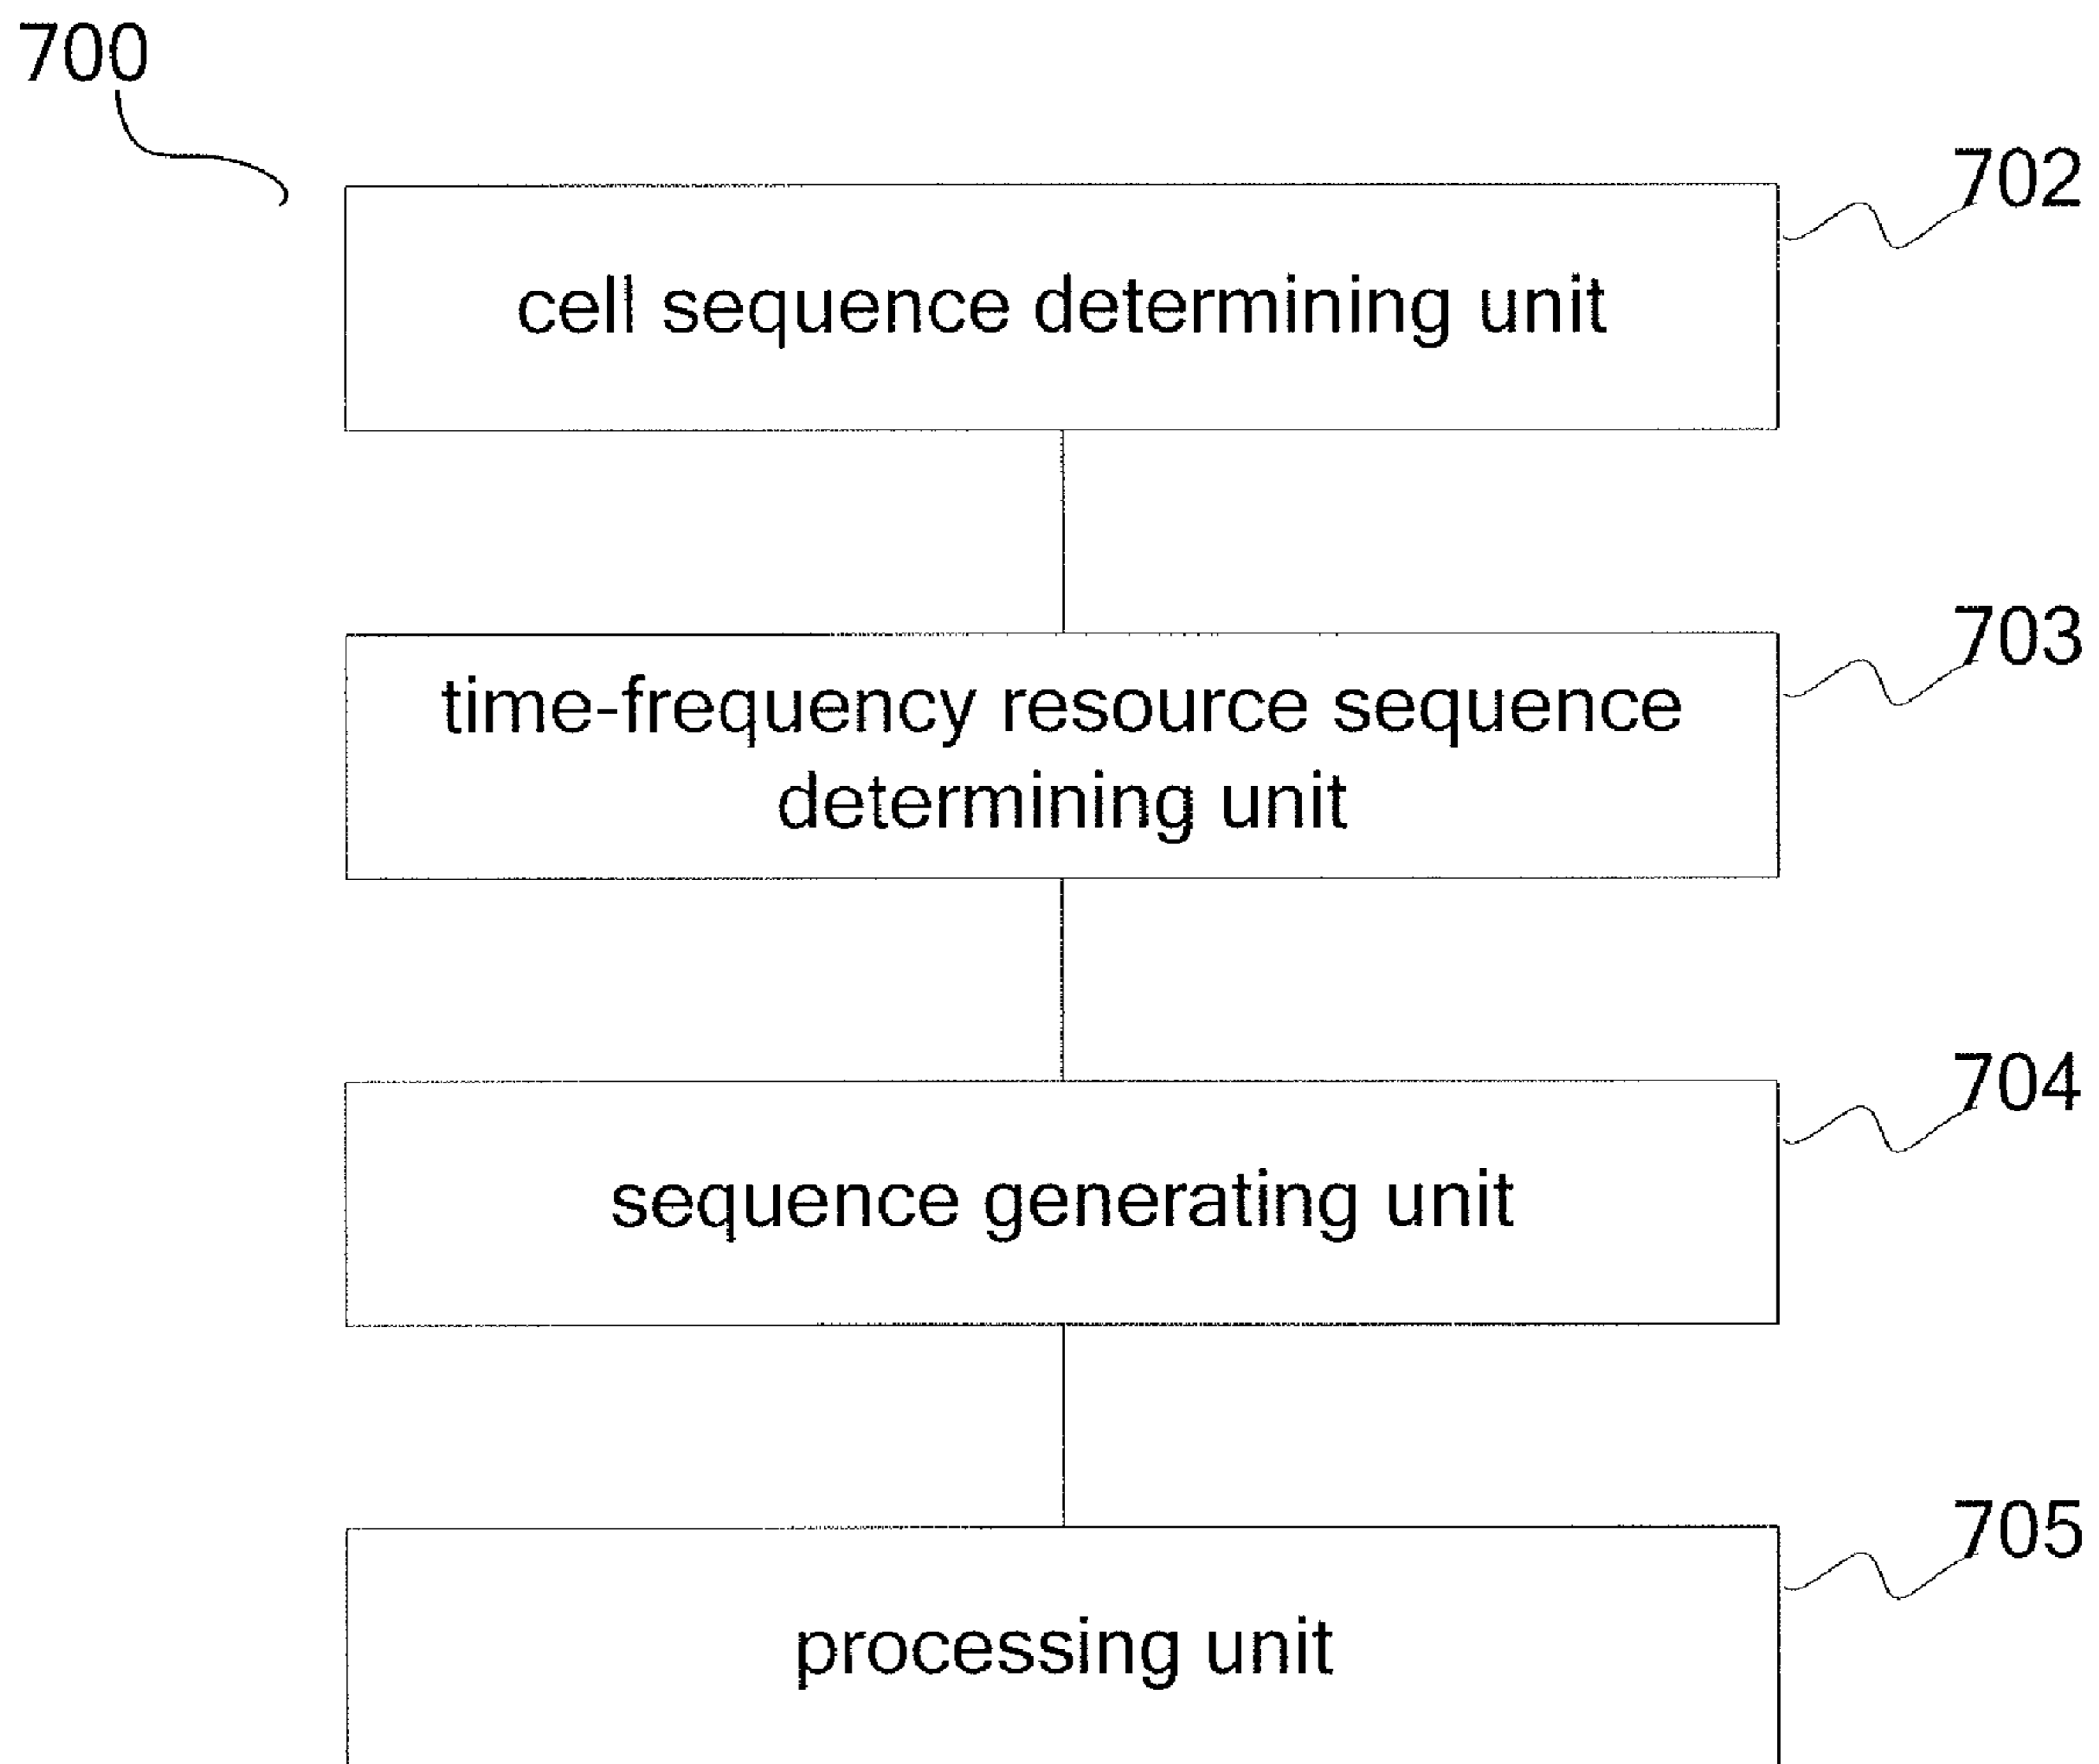 700
702
cell sequence determining unit
703
time-frequency resource sequence
determining unit
704
sequence generating unit
705
processing unit